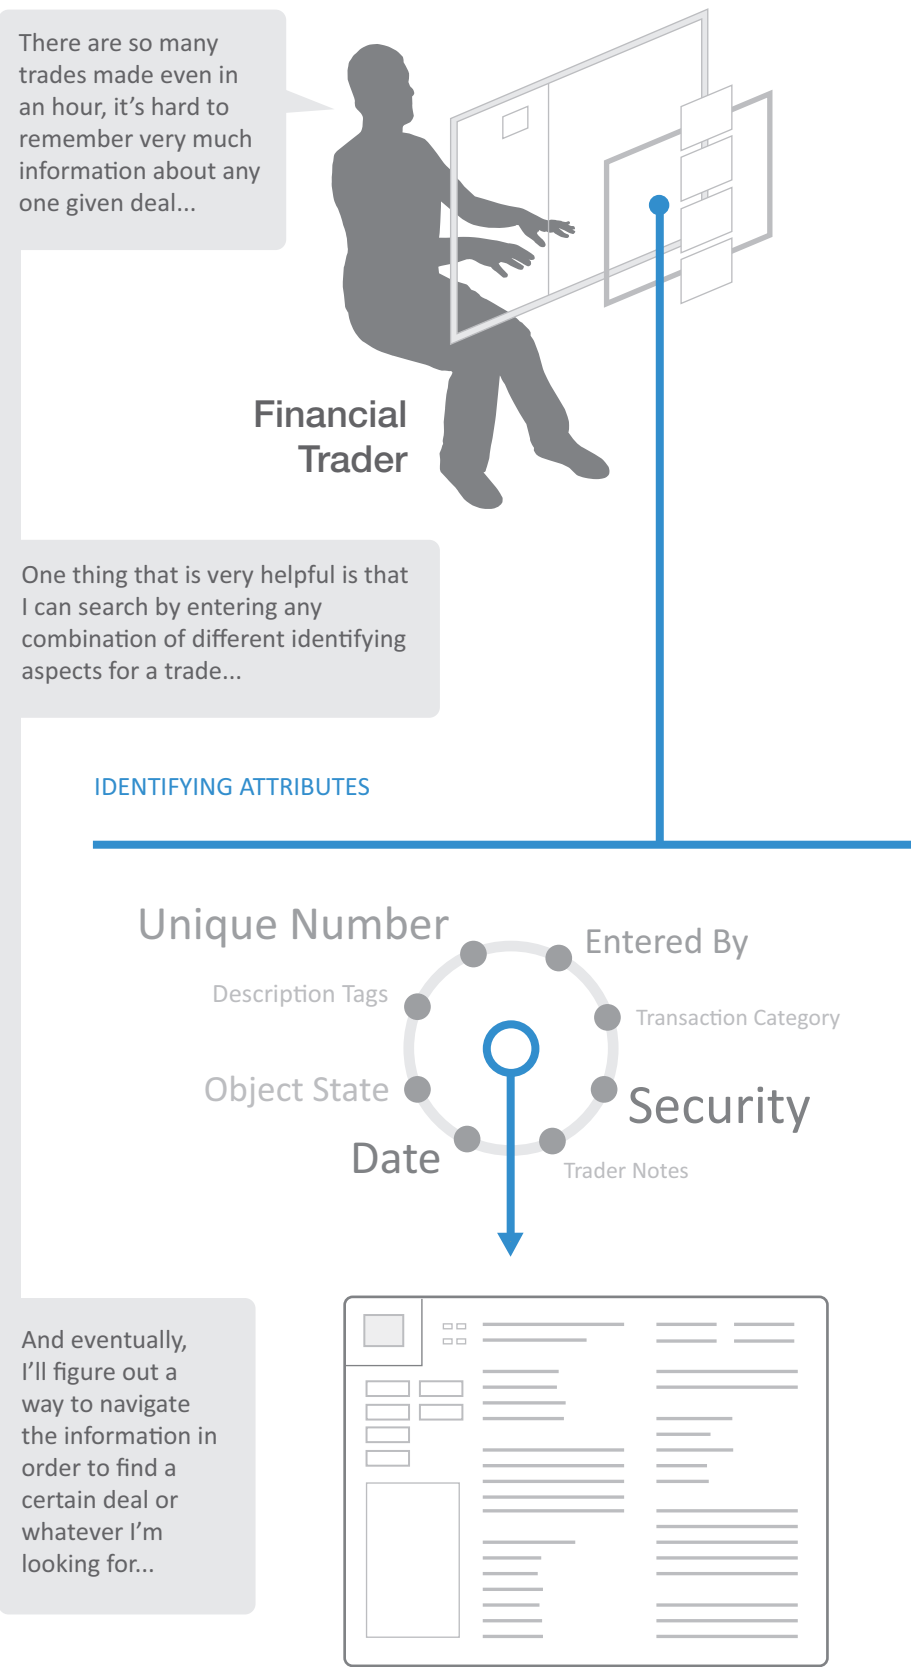 There are so many
trades made even in
an hour, it's hard to
remember very much
information about any
one given deal...
Financial
Trader
One thing that is very helpful is that
I can search by entering any
combination of different identifying
aspects for a trade...
IDENTIFYING ATTRIBUTES
Unique Number
Entered By
Description Tags
Transaction Category
Object State
Security
Date
Trader Notes
And eventually,
I'll figure out a
way to navigate
the information in
order to find a
certain deal or
whatever I'm
looking for...